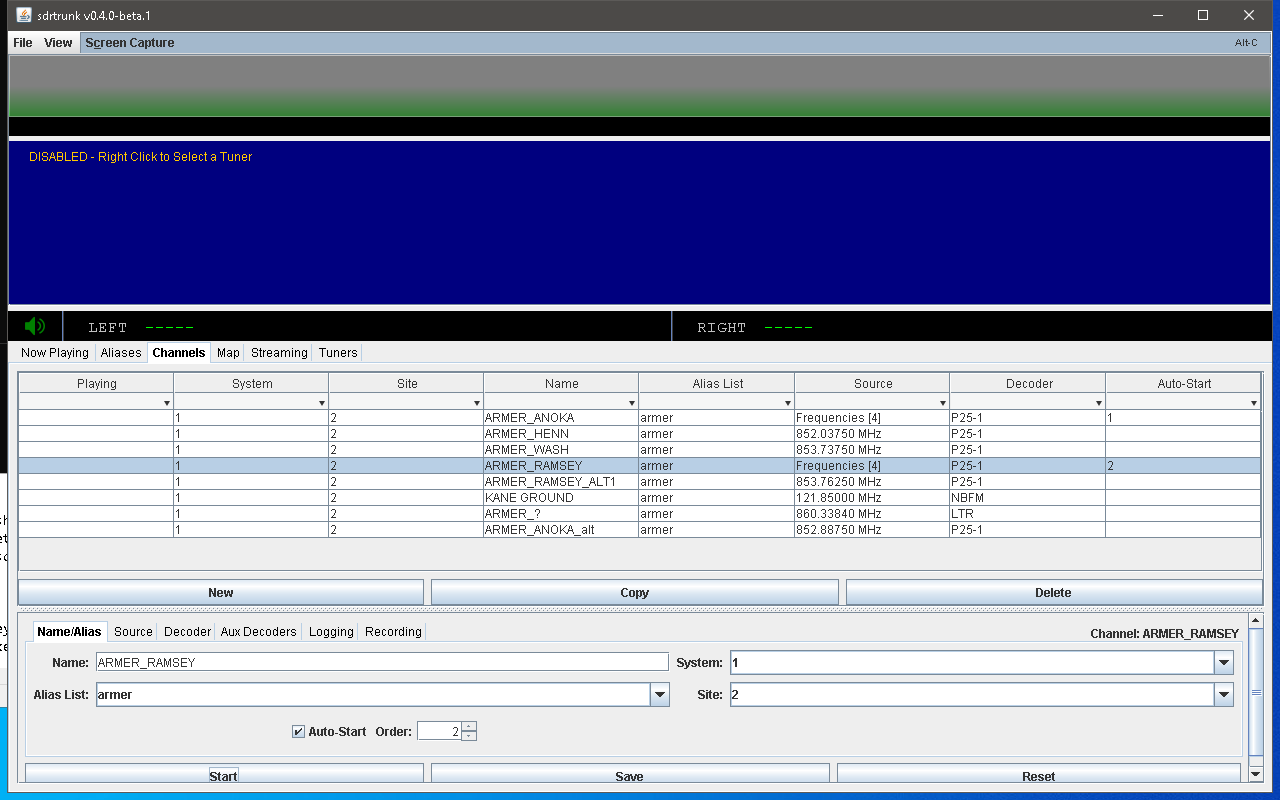 sdrtrunk v0.4.0-beta.1
File View Screen Capture Alt-C
DISABLED - Right Click to Select a Tuner
LEFT ----- RIGHT -----
Now Playing Aliases Channels Map Streaming Tuners
Playing System Site Name Alias List Source Decoder Auto-Start
1 2 ARMER_ANOKA armer Frequencies [4] P25-1 1
1 2 ARMER_HENN armer 852.03750 MHz P25-1
1 2 ARMER_WASH armer 853.73750 MHz P25-1
1 2 ARMER_RAMSEY armer Frequencies [4] P25-1 2
1 2 ARMER_RAMSEY_ALT1 armer 853.76250 MHz P25-1
1 2 KANE GROUND armer 121.85000 MHz NBFM
1 2 ARMER_? armer 860.33840 MHz LTR
1 2 ARMER_ANOKA_alt armer 852.88750 MHz P25-1
New Copy Delete
Name/Alias Source Decoder Aux Decoders Logging Recording Channel: ARMER_RAMSEY
Name: ARMER_RAMSEY System: 1
Alias List: armer Site: 2
Auto-Start Order: 2
Start Save Reset